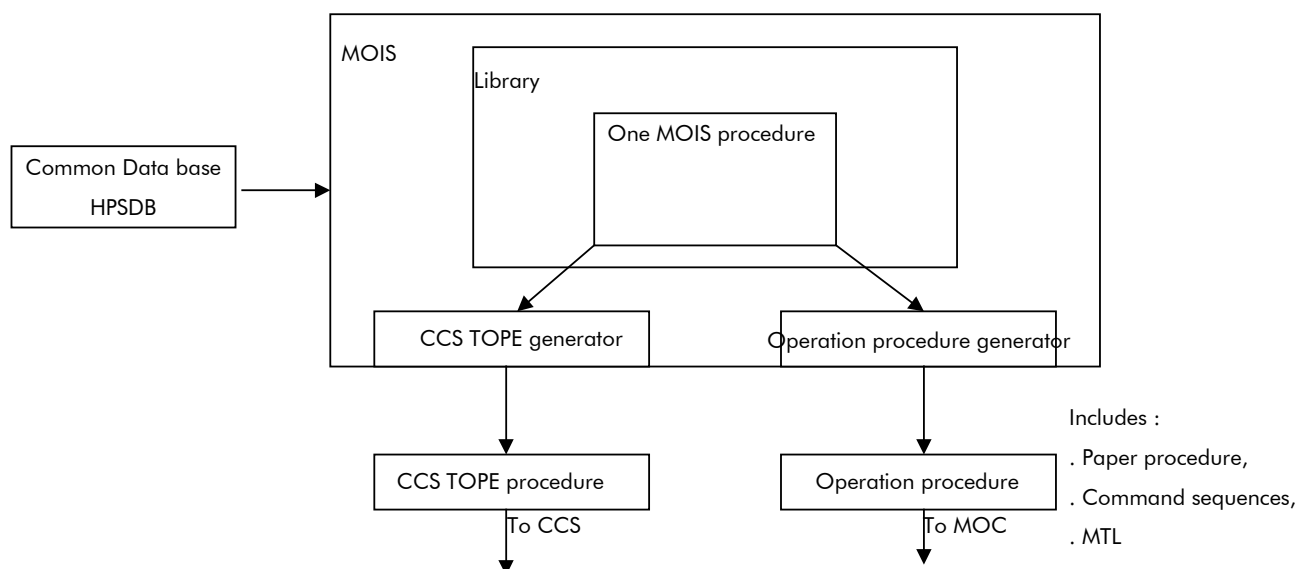 MOIS
Library
One MOIS procedure
Common Data base
HPSDB
CCS TOPE generator
Operation procedure generator
Includes :
. Paper procedure,
. Command sequences,
. MTL
CCS TOPE procedure
Operation procedure
To CCS
To MOC